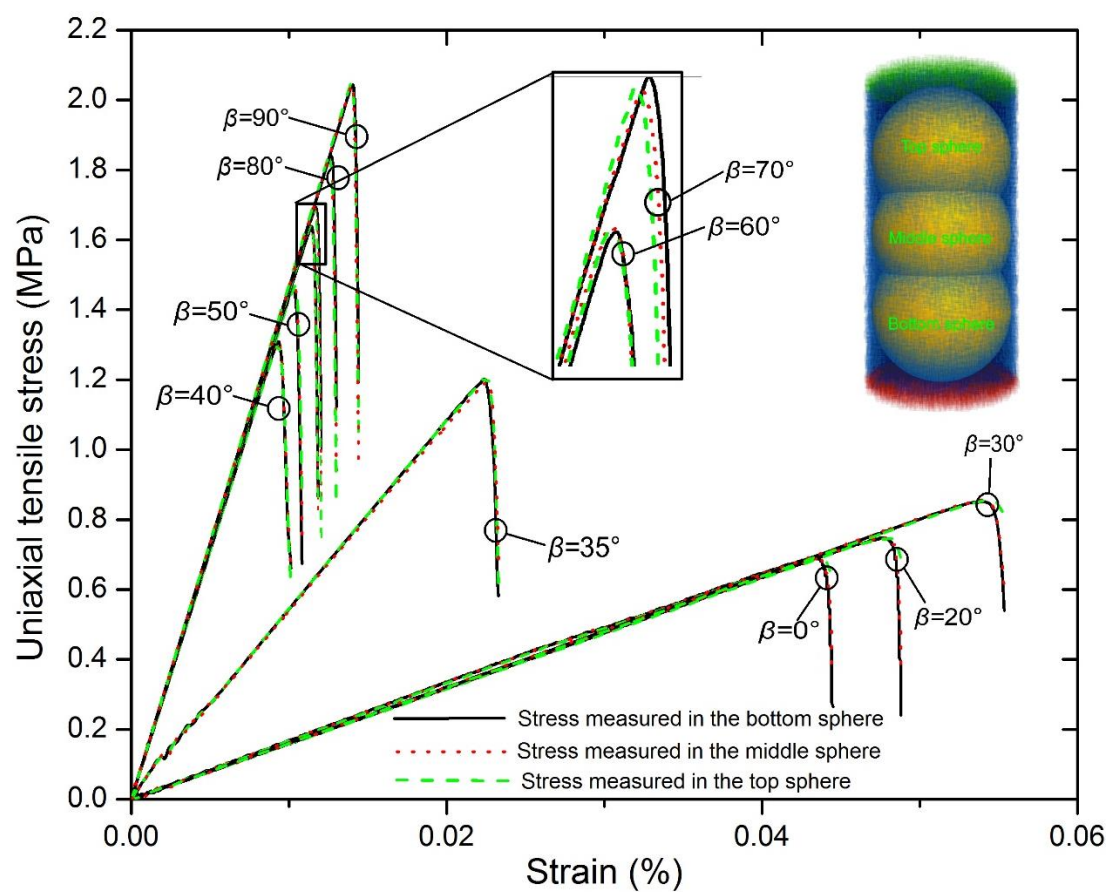 Uniaxial tensile stress (MPa)
2.2
2.0
1.8
1.6
1.4
1.2
1.0
0.8
0.6
0.4
0.2
0.0
β=90°
β=80°
β=50°
β=40°
β=70°
β=60°
Top sphere
Middle sphere
Bottom sphere
β=35°
β=30°
β=0°
β=20°
Stress measured in the bottom sphere
Stress measured in the middle sphere
Stress measured in the top sphere
0.00
0.02
0.04
0.06
Strain (%)